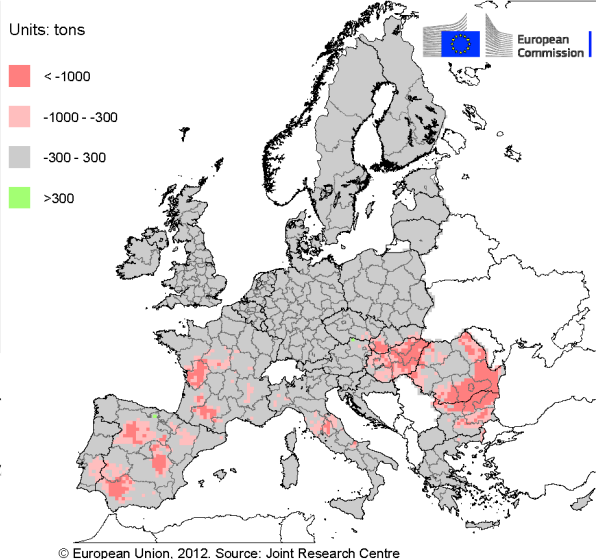 Units: tons
< -1000
-1000 - -300
-300 - 300
>300
European
Commission
© European Union, 2012. Source: Joint Research Centre